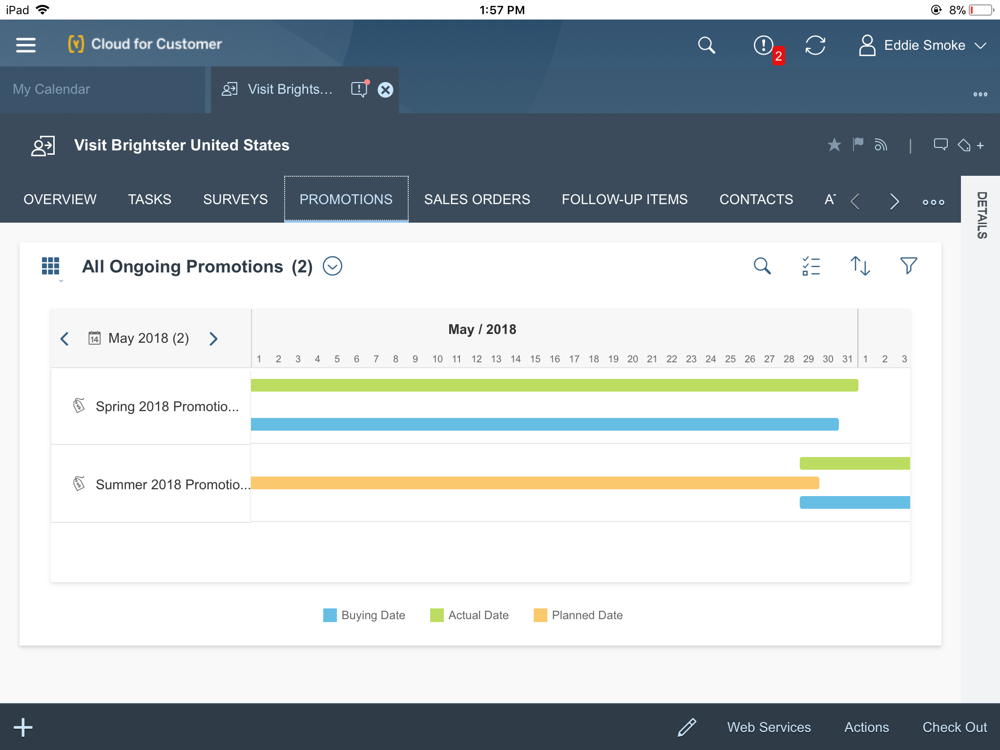 iPad 1:57 PM 8%
Cloud for Customer 2 Eddie Smoke
My Calendar Visit Brights...
Visit Brightster United States
OVERVIEW TASKS SURVEYS PROMOTIONS SALES ORDERS FOLLOW-UP ITEMS CONTACTS
DETAILS
All Ongoing Promotions (2)
May / 2018
14 May 2018 (2)
1 2 3 4 5 6 7 8 9 10 11 12 13 14 15 16 17 18 19 20 21 22 23 24 25 26 27 28 29 30 31 1 2 3
Spring 2018 Promotio...
Summer 2018 Promotio...
Buying Date Actual Date Planned Date
+ Web Services Actions Check Out